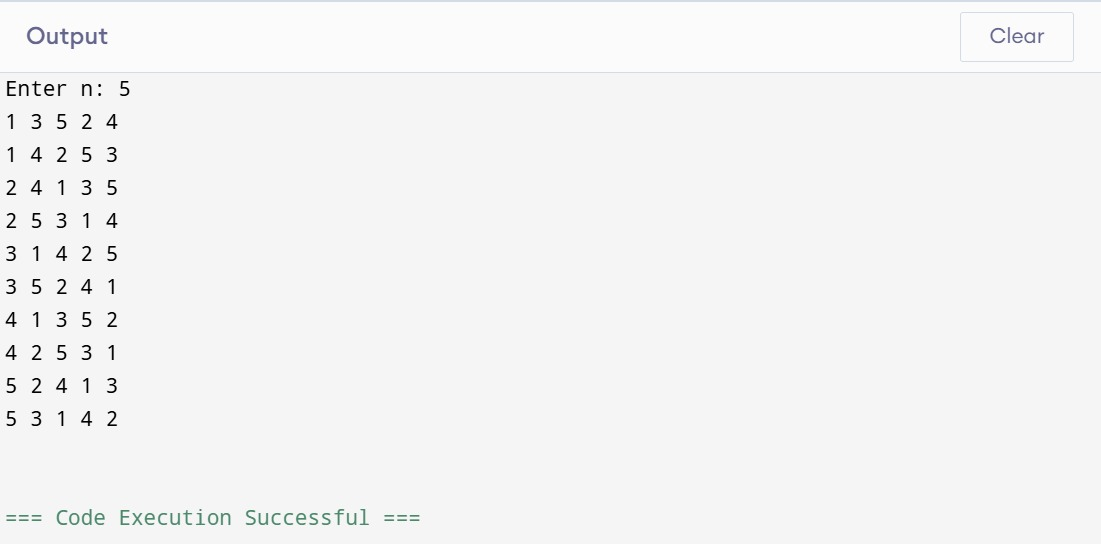 Output
Clear
Enter n: 5
1 3 5 2 4
1 4 2 5 3
2 4 1 3 5
2 5 3 1 4
3 1 4 2 5
3 5 2 4 1
4 1 3 5 2
4 2 5 3 1
5 2 4 1 3
5 3 1 4 2
=== Code Execution Successful ===